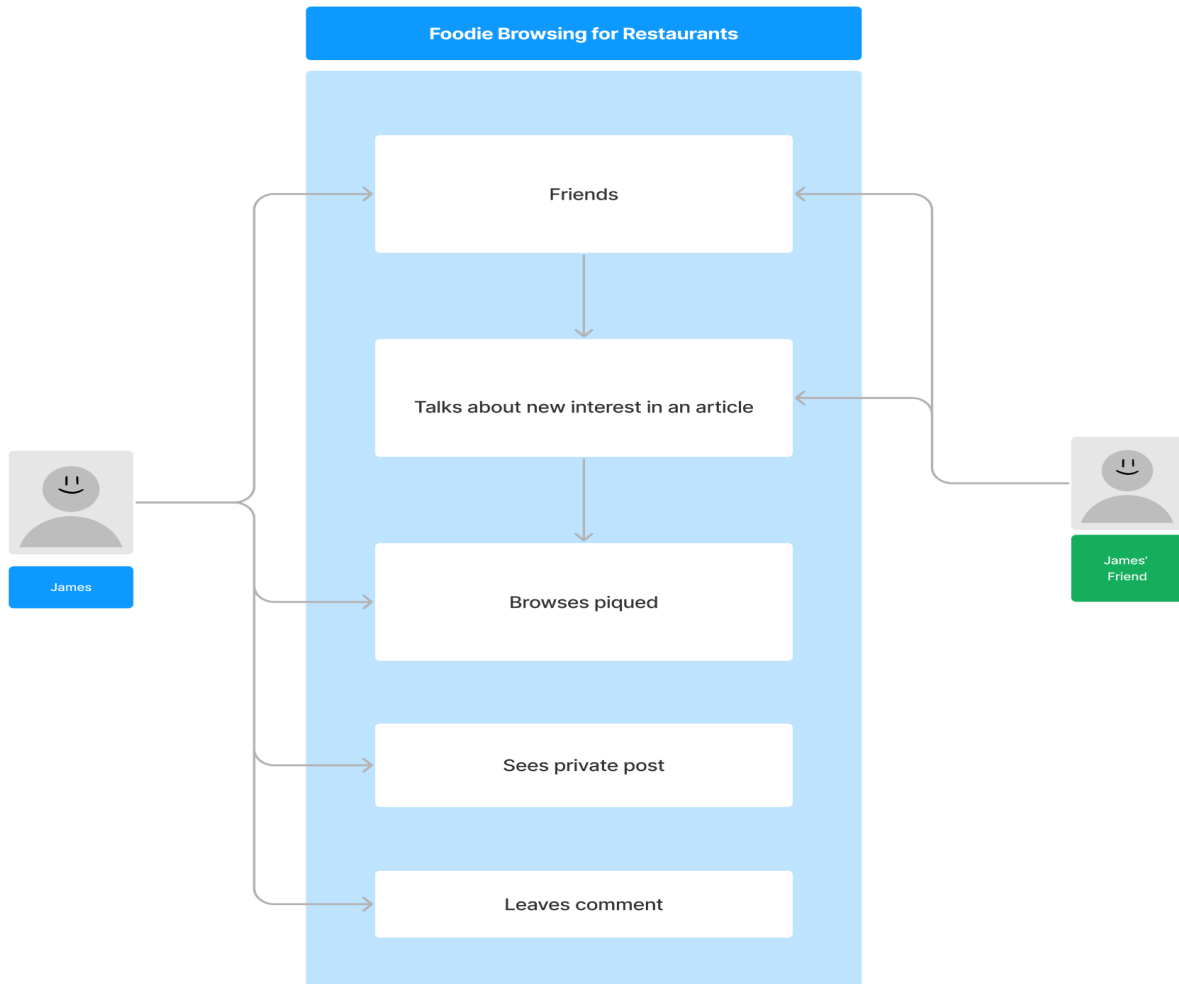 Foodie Browsing for Restaurants
Friends
Talks about new interest in an article
Browses piqued
Sees private post
Leaves comment
James
James'
Friend